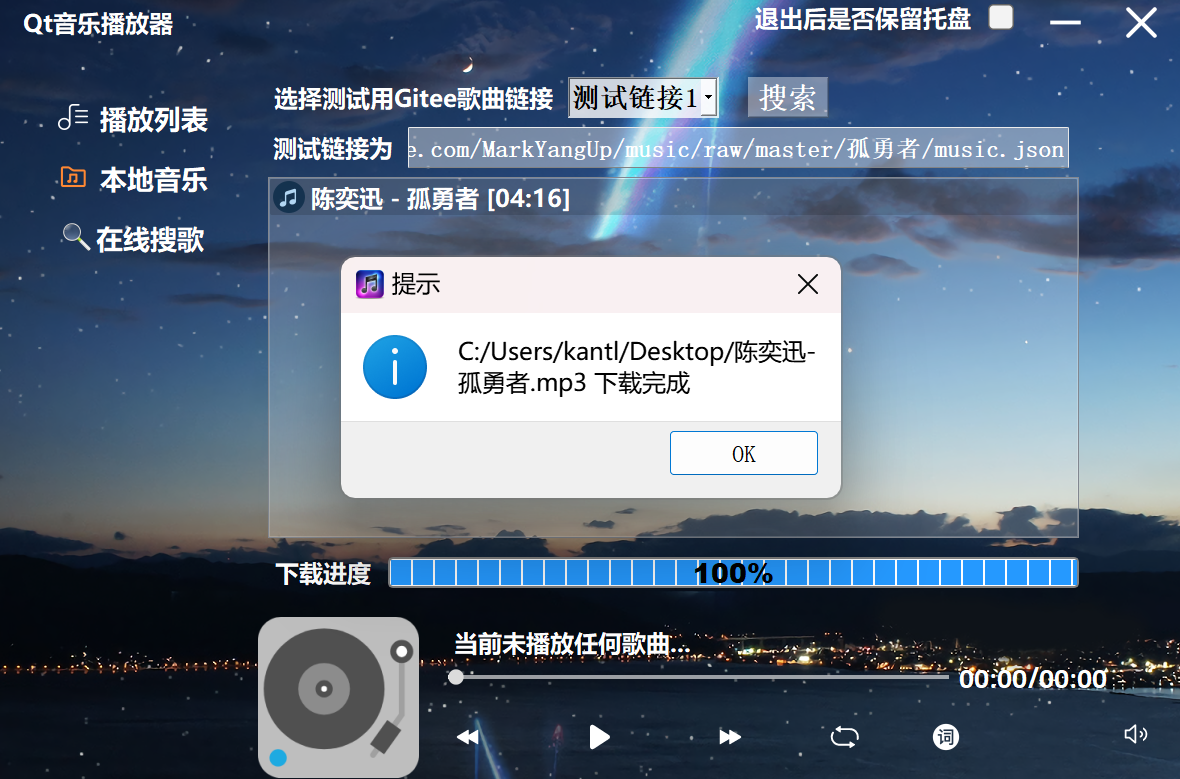 Qt音乐播放器
退出后是否保留托盘
播放列表
本地音乐
在线搜歌
选择测试用Gitee歌曲链接
测试链接1
搜索
测试链接为
e.com/MarkYangUp/music/raw/master/孤勇者/music.json
陈奕迅 - 孤勇者 [04:16]
提示
C:/Users/kantl/Desktop/陈奕迅-
孤勇者.mp3 下载完成
OK
下载进度
100%
当前未播放任何歌曲...
00:00/00:00
词